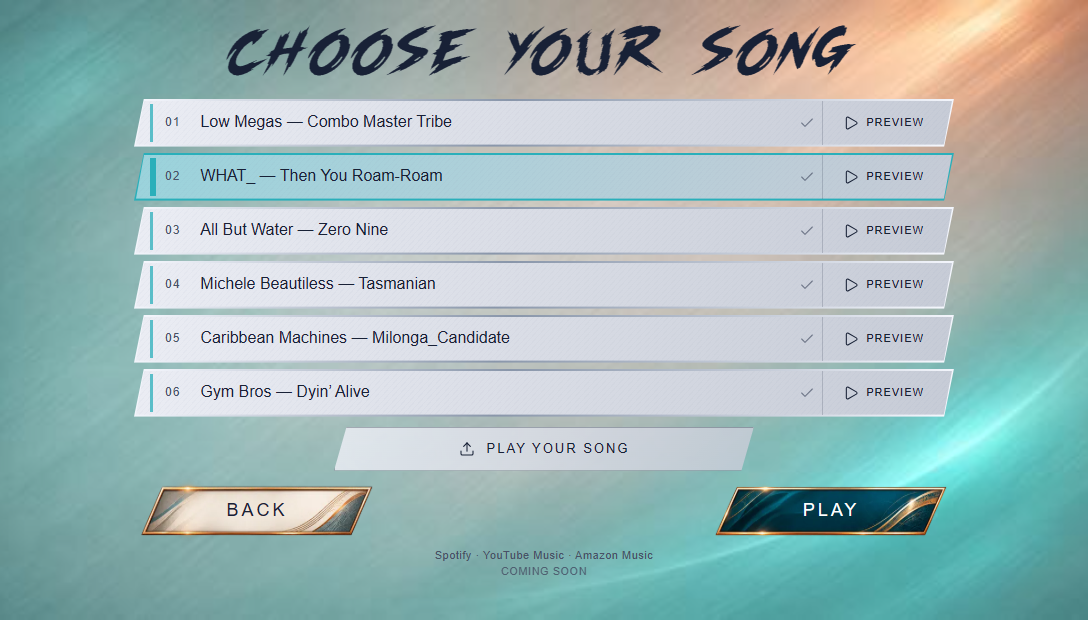 CHOOSE YOUR SONG
01 Low Megas — Combo Master Tribe PREVIEW
02 WHAT_ — Then You Roam-Roam PREVIEW
03 All But Water — Zero Nine PREVIEW
04 Michele Beautiless — Tasmanian PREVIEW
05 Caribbean Machines — Milonga_Candidate PREVIEW
06 Gym Bros — Dyin’ Alive PREVIEW
PLAY YOUR SONG
BACK PLAY
Spotify · YouTube Music · Amazon Music
COMING SOON